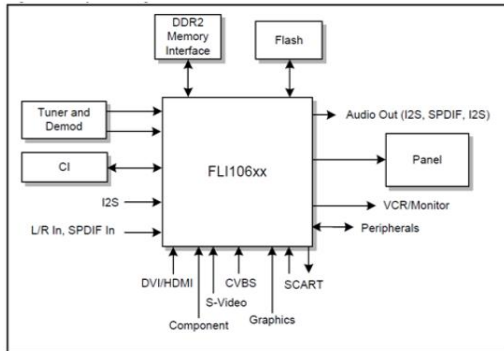 DDR2
Memory
Interface
Flash
Tuner and
Demod
Audio Out (I2S, SPDIF, I2S)
CI
FLI106xx
Panel
I2S
VCR/Monitor
L/R In, SPDIF In
Peripherals
DVI/HDMI
CVBS
SCART
S-Video
Component
Graphics